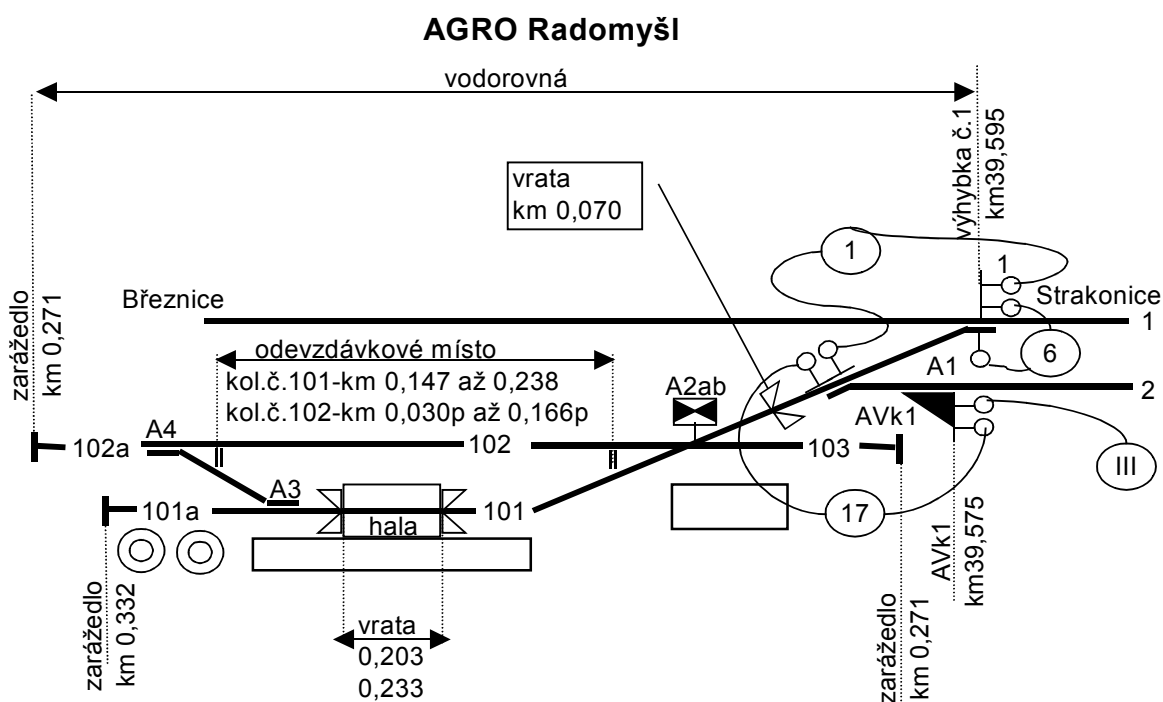 AGRO Radomyšl
vodorovná
výhybka č.1
km39,595
vrata
km 0,070
zarážedlo
km 0,271
1
1
Březnice
Strakonice
1
6
odevzdávkové místo
kol.č.101-km 0,147 až 0,238
kol.č.102-km 0,030p až 0,166p
A1
2
A2ab
AVk1
A4
102a
102
103
III
A3
101a
101
hala
17
AVk1
km39,575
zarážedlo
km 0,332
vrata
0,203
0,233
zarážedlo
km 0,271